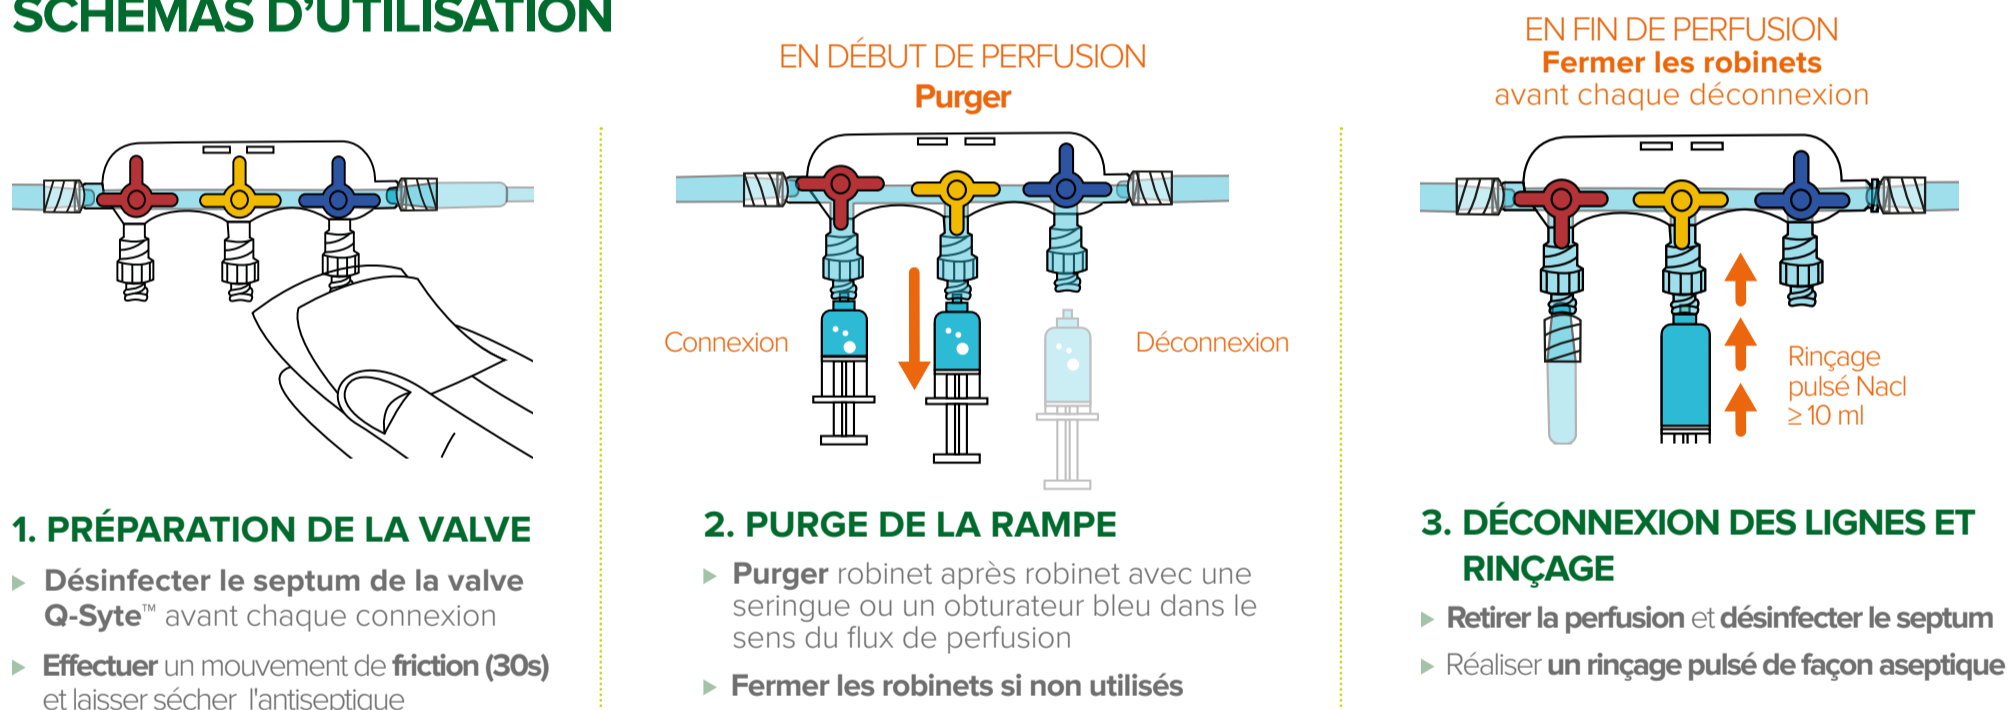 SCHÉMAS D'UTILISATION
1. PRÉPARATION DE LA VALVE
Désinfecter le septum de la valve
Q-Syte™ avant chaque connexion
Effectuer un mouvement de friction (30s)
et laisser sécher l'antiseptique
EN DÉBUT DE PERFUSION
Purger
Connexion
Déconnexion
2. PURGE DE LA RAMPE
Purger robinet après robinet avec une
seringue ou un obturateur bleu dans le
sens du flux de perfusion
Fermer les robinets si non utilisés
EN FIN DE PERFUSION
Fermer les robinets
avant chaque déconnexion
Rinçage
pulsé Nacl
≥ 10 ml
3. DÉCONNEXION DES LIGNES ET
RINÇAGE
Retirer la perfusion et désinfecter le septum
Réaliser un rinçage pulsé de façon aseptique